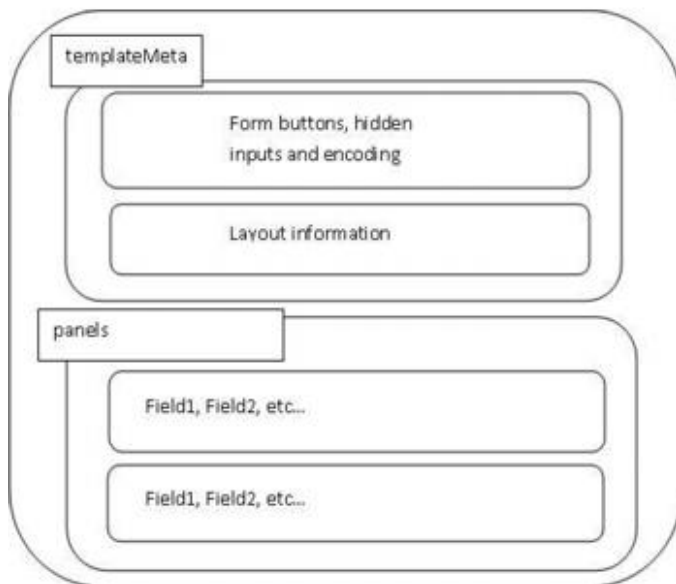 templateMeta
Form buttons, hidden
inputs and encoding
Layout information
panels
Field1, Field2, etc...
Field1, Field2, etc...